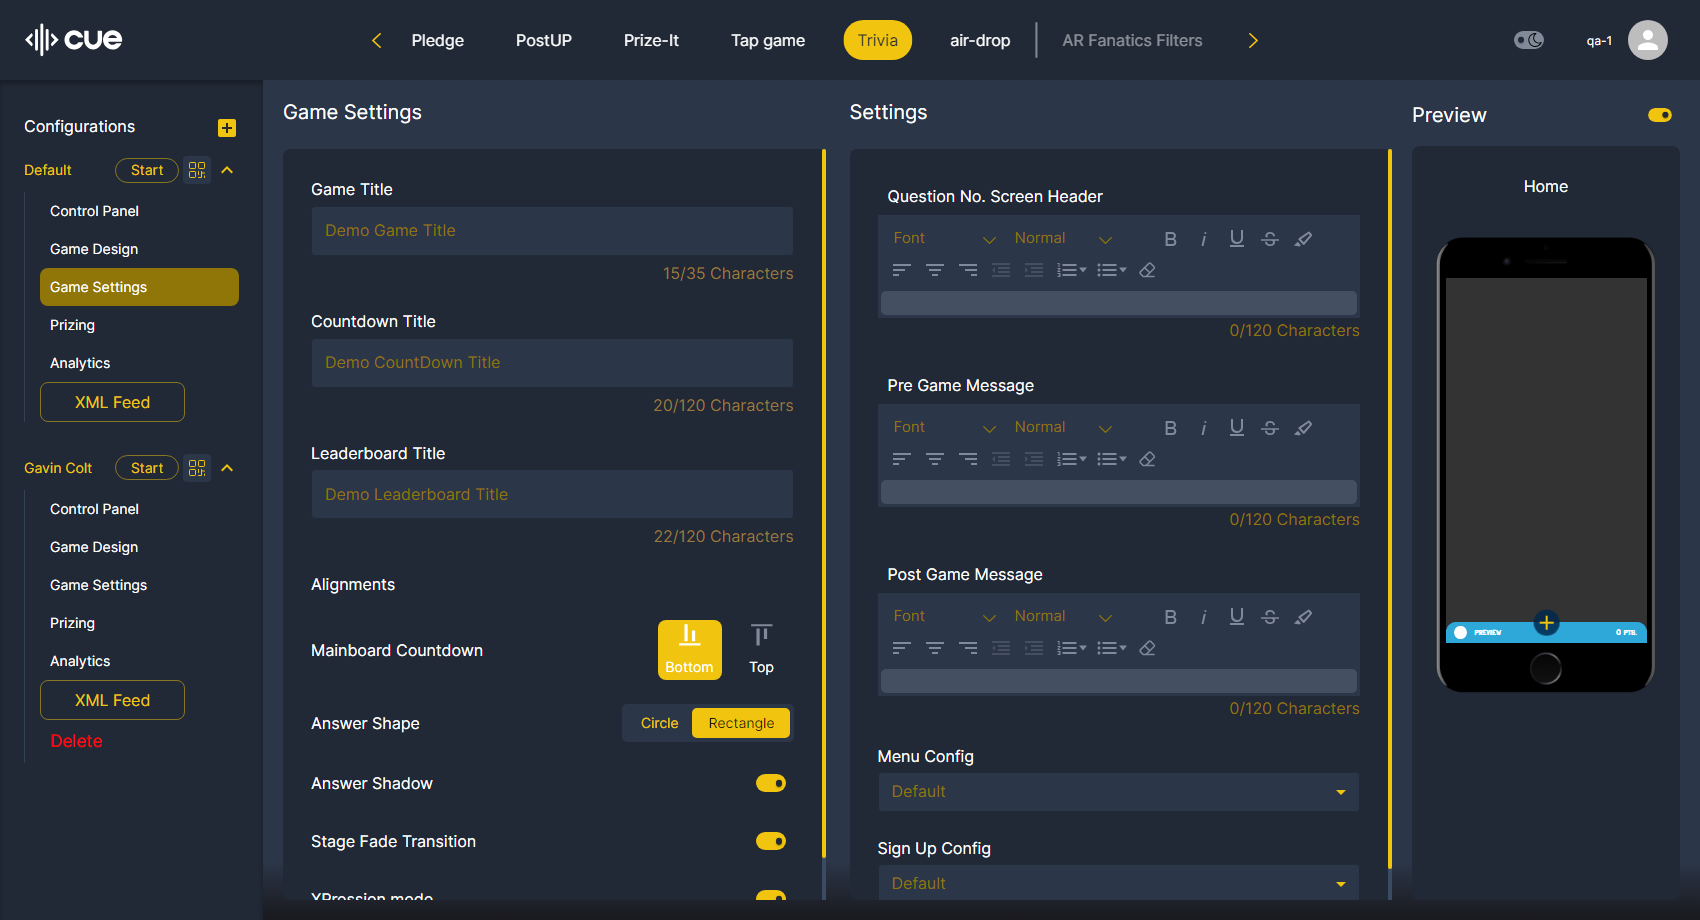 cue
Pledge
PostUP
Prize-It
Tap game
Trivia
air-drop
AR Fanatics Filters
qa-1
Configurations
Default
Start
Control Panel
Game Design
Game Settings
Prizing
Analytics
XML Feed
Gavin Colt
Start
Control Panel
Game Design
Game Settings
Prizing
Analytics
XML Feed
Delete
Game Settings
Game Title
Demo Game Title
15/35 Characters
Countdown Title
Demo CountDown Title
20/120 Characters
Leaderboard Title
Demo Leaderboard Title
22/120 Characters
Alignments
Mainboard Countdown
Bottom
Top
Answer Shape
Circle
Rectangle
Answer Shadow
Stage Fade Transition
XPression mode
Settings
Question No. Screen Header
Font
Normal
B i U S
0/120 Characters
Pre Game Message
Font
Normal
B i U S
0/120 Characters
Post Game Message
Font
Normal
B i U S
0/120 Characters
Menu Config
Default
Sign Up Config
Default
Preview
Home
PREVIEW
0 PTS.